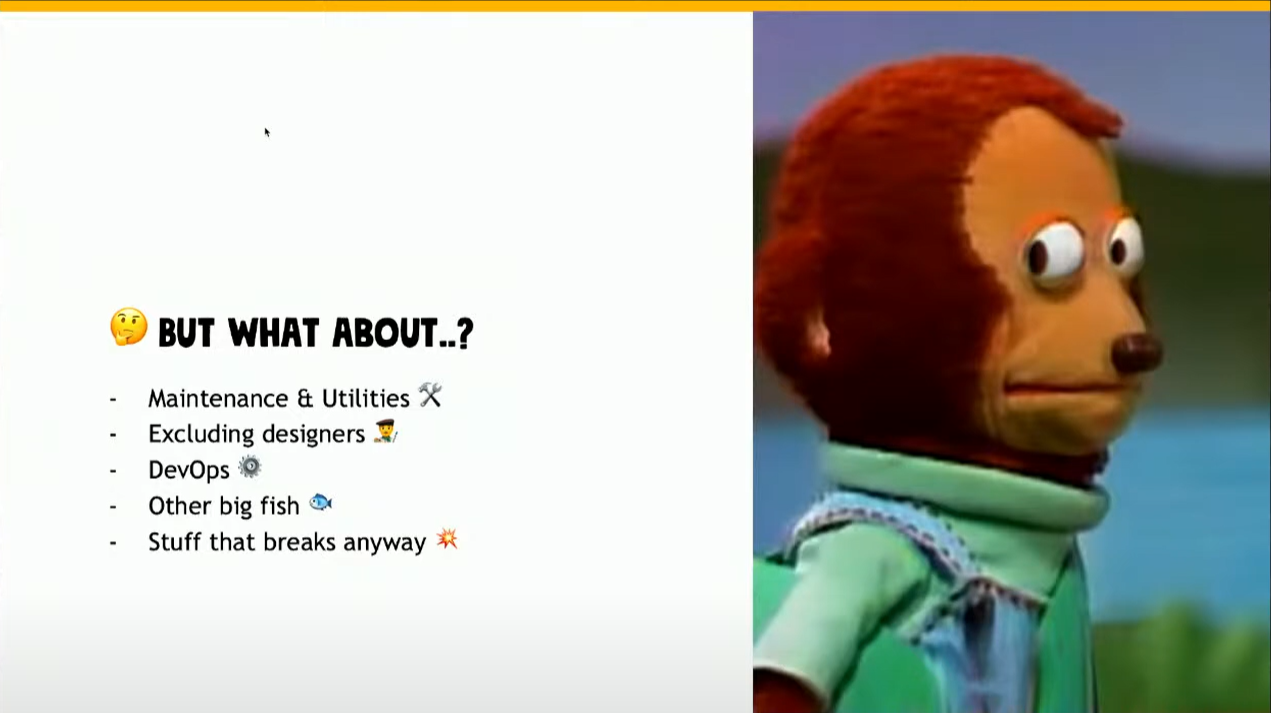 🤔 BUT WHAT ABOUT..?
- Maintenance & Utilities 🛠️
- Excluding designers 👨‍🎨
- DevOps ⚙️
- Other big fish 🐟
- Stuff that breaks anyway 💥